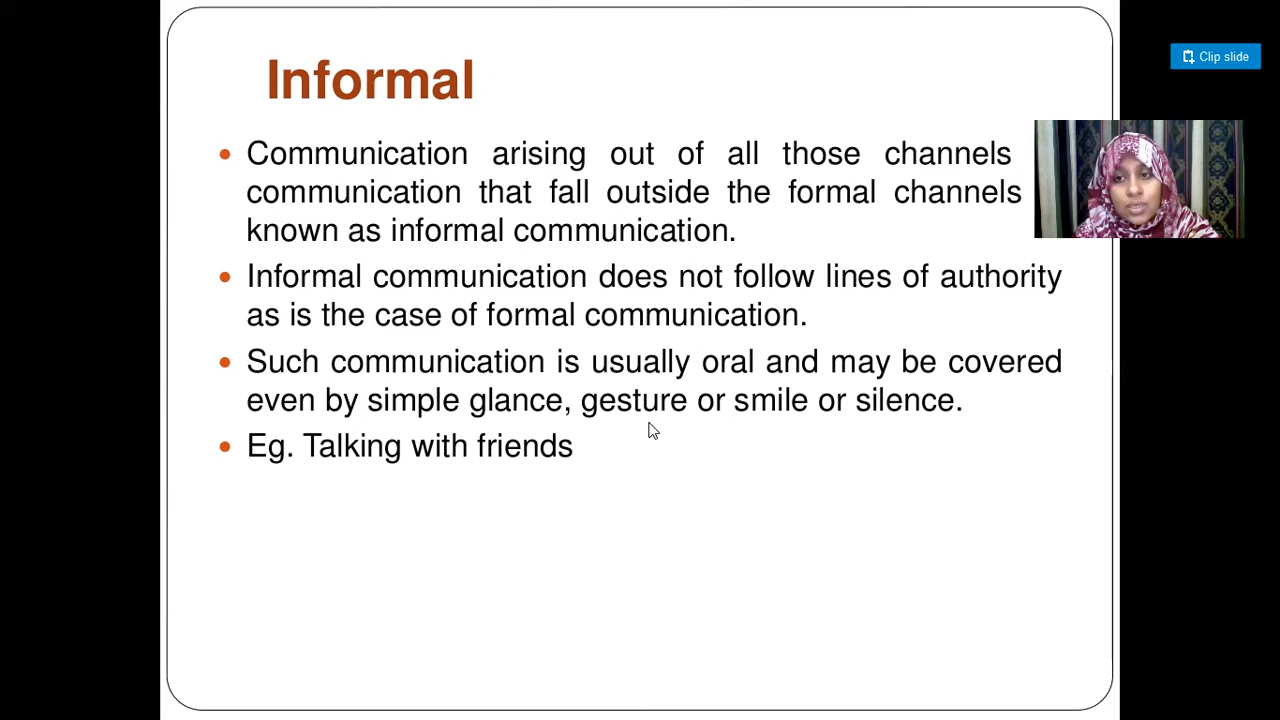 Clip slide
Informal
• Communication arising out of all those channels
communication that fall outside the formal channels
known as informal communication.
• Informal communication does not follow lines of authority
as is the case of formal communication.
• Such communication is usually oral and may be covered
even by simple glance, gesture or smile or silence.
• Eg. Talking with friends